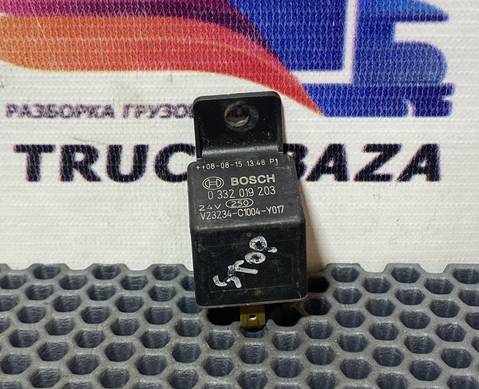 РАЗБОРКА ГРУЗО
TRUC BAZA
++08-08-15 13.48 P1
BOSCH
0 332 019 203
24V 250
V23234-C1004-Y017